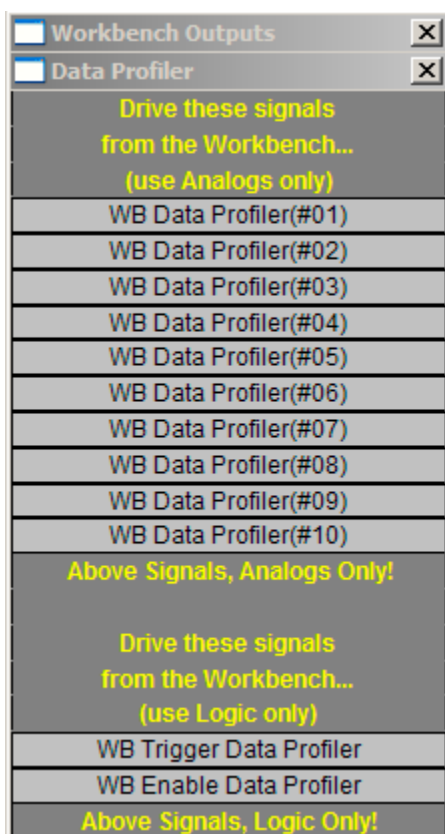 Workbench Outputs
Data Profiler
Drive these signals
from the Workbench...
(use Analogs only)
WB Data Profiler(#01)
WB Data Profiler(#02)
WB Data Profiler(#03)
WB Data Profiler(#04)
WB Data Profiler(#05)
WB Data Profiler(#06)
WB Data Profiler(#07)
WB Data Profiler(#08)
WB Data Profiler(#09)
WB Data Profiler(#10)
Above Signals, Analogs Only!
Drive these signals
from the Workbench...
(use Logic only)
WB Trigger Data Profiler
WB Enable Data Profiler
Above Signals, Logic Only!